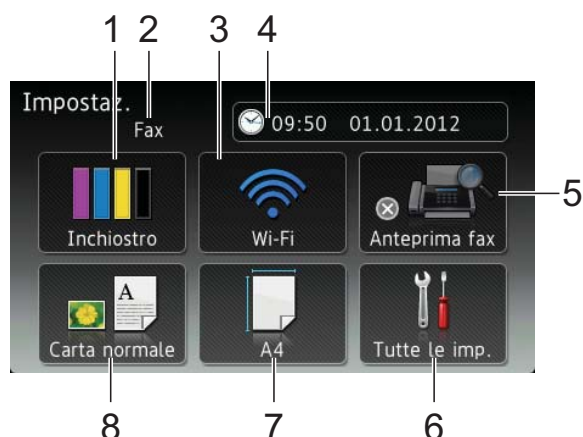 1 2 3 4
Impostaz.
Fax
09:50 01.01.2012
5
Inchiostro Wi-Fi Anteprima fax
A
Carta normale A4 Tutte le imp.
8 7 6